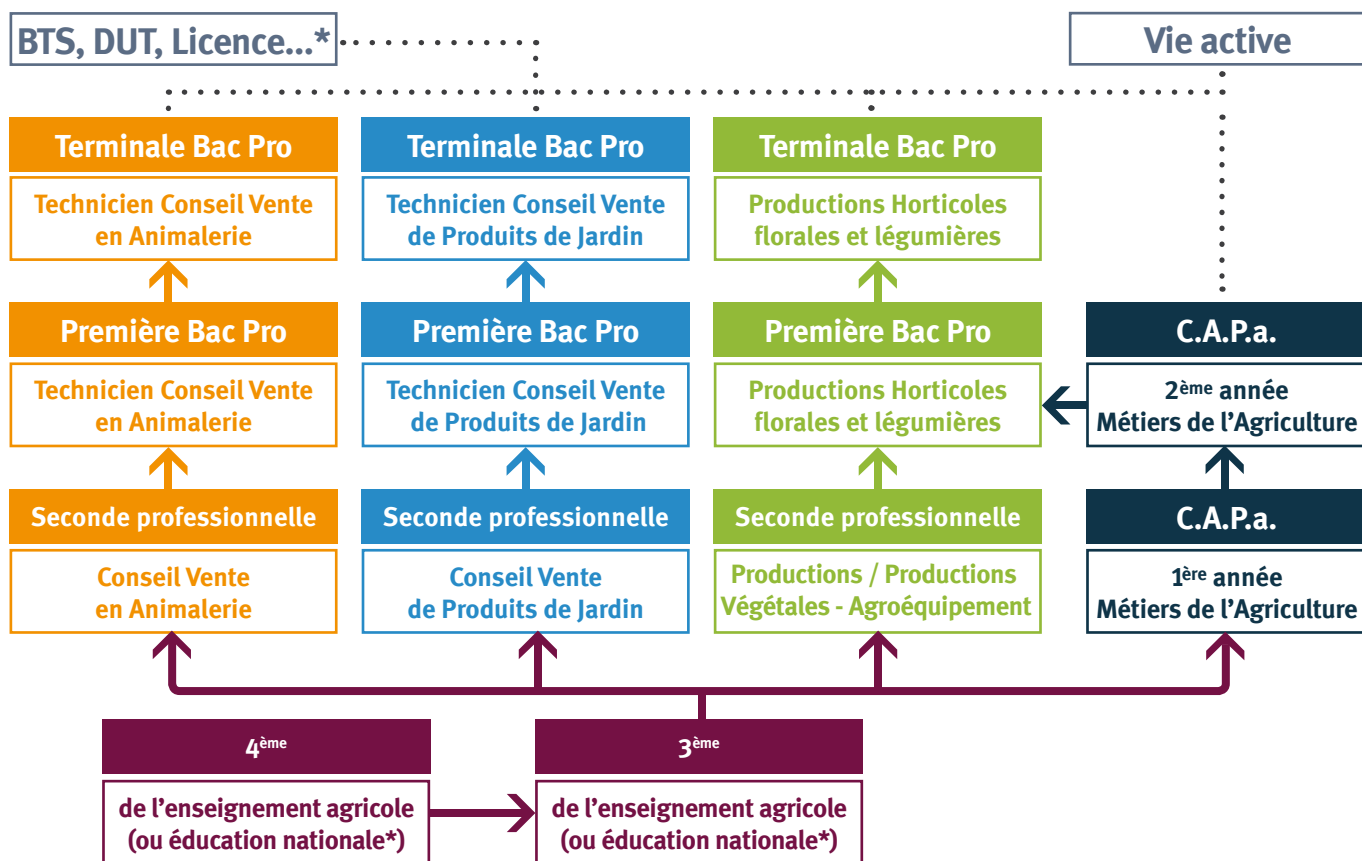 BTS, DUT, Licence...*
Vie active
Terminale Bac Pro
Technicien Conseil Vente
en Animalerie
Terminale Bac Pro
Technicien Conseil Vente
de Produits de Jardin
Terminale Bac Pro
Productions Horticoles
florales et légumières
Première Bac Pro
Technicien Conseil Vente
en Animalerie
Première Bac Pro
Technicien Conseil Vente
de Produits de Jardin
Première Bac Pro
Productions Horticoles
florales et légumières
C.A.P.a.
2ème année
Métiers de l'Agriculture
Seconde professionnelle
Conseil Vente
en Animalerie
Seconde professionnelle
Conseil Vente
de Produits de Jardin
Seconde professionnelle
Productions / Productions
Végétales - Agroéquipement
C.A.P.a.
1ère année
Métiers de l'Agriculture
4ème
de l'enseignement agricole
(ou éducation nationale*)
3ème
de l'enseignement agricole
(ou éducation nationale*)